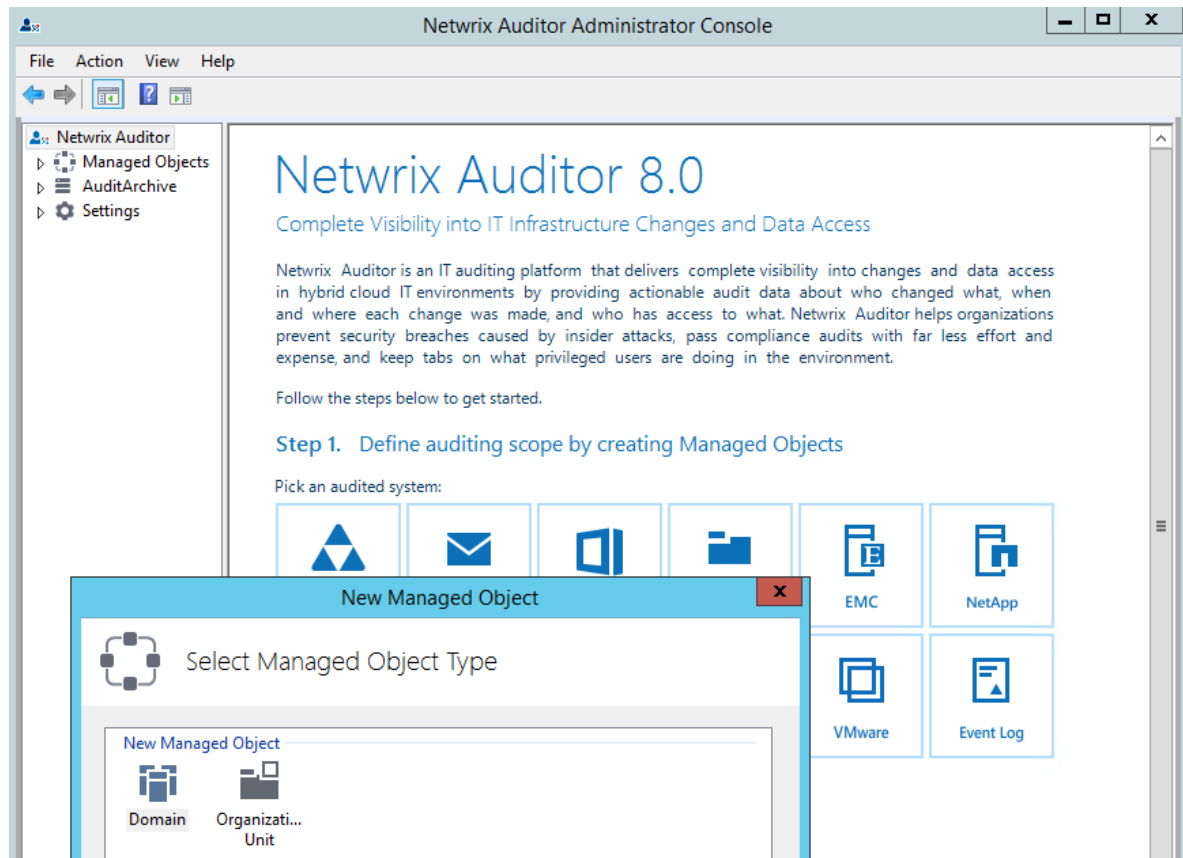 Netwrix Auditor Administrator Console
File Action View Help
Netwrix Auditor
Managed Objects
AuditArchive
Settings
Netwrix Auditor 8.0
Complete Visibility into IT Infrastructure Changes and Data Access
Netwrix Auditor is an IT auditing platform that delivers complete visibility into changes and data access
in hybrid cloud IT environments by providing actionable audit data about who changed what, when
and where each change was made, and who has access to what. Netwrix Auditor helps organizations
prevent security breaches caused by insider attacks, pass compliance audits with far less effort and
expense, and keep tabs on what privileged users are doing in the environment.
Follow the steps below to get started.
Step 1. Define auditing scope by creating Managed Objects
Pick an audited system:
EMC
NetApp
VMware
Event Log
New Managed Object
Select Managed Object Type
New Managed Object
Domain
Organizati...
Unit